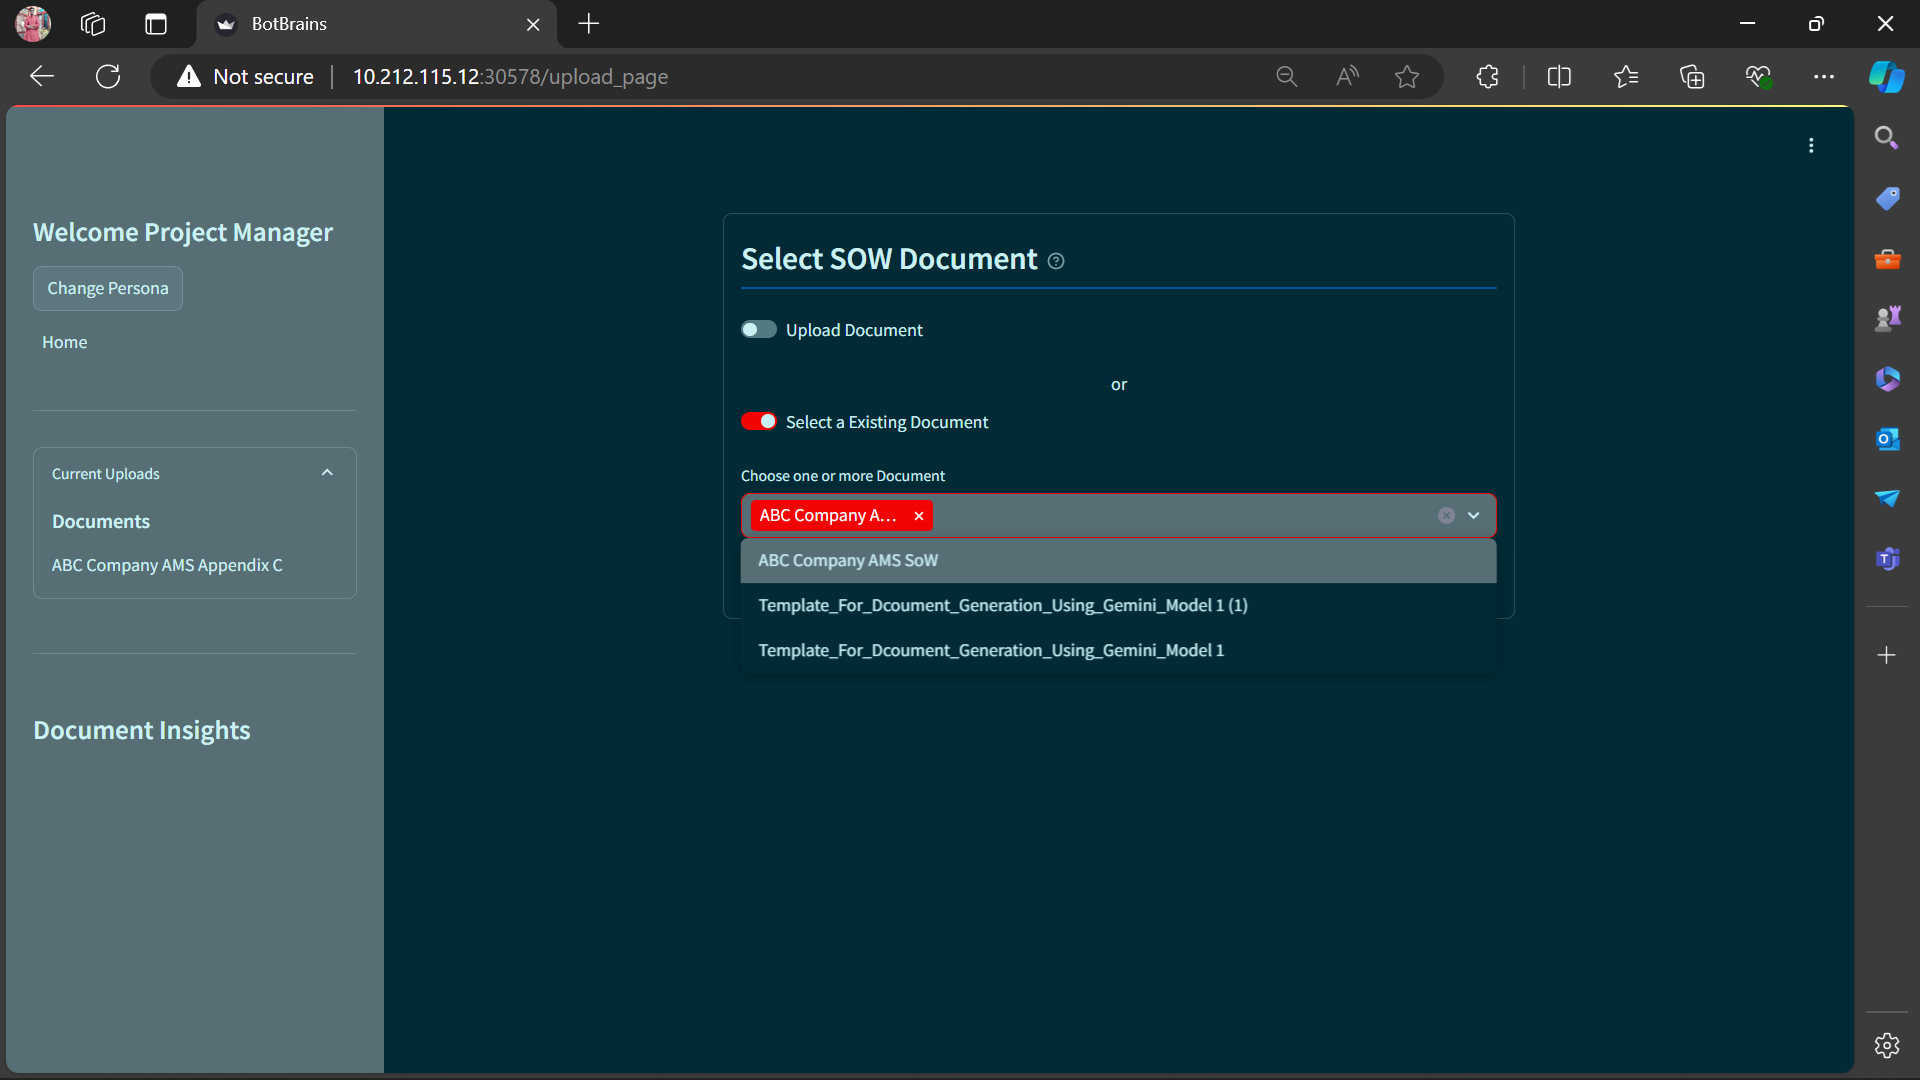 BotBrains
Not secure
10.212.115.12:30578/upload_page
Welcome Project Manager
Change Persona
Home
Current Uploads
Documents
ABC Company AMS Appendix C
Document Insights
Select SOW Document
Upload Document
or
Select a Existing Document
Choose one or more Document
ABC Company A...
ABC Company AMS SoW
Template_For_Dcoument_Generation_Using_Gemini_Model 1 (1)
Template_For_Dcoument_Generation_Using_Gemini_Model 1